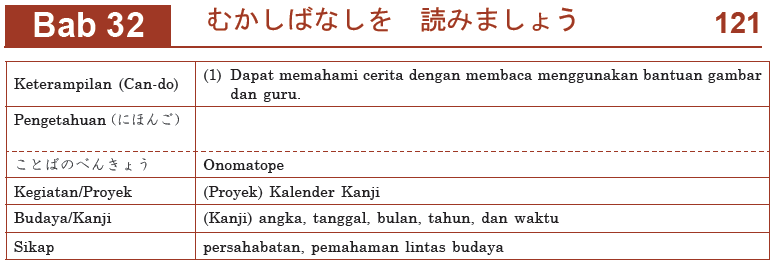 Bab 32 むかしばなしを 読みましょう 121
Keterampilan (Can-do) (1) Dapat memahami cerita dengan membaca menggunakan bantuan gambar
dan guru.
Pengetahuan (にほんご)
ことばのべんきょう Onomatope
Kegiatan/Proyek (Proyek) Kalender Kanji
Budaya/Kanji (Kanji) angka, tanggal, bulan, tahun, dan waktu
Sikap persahabatan, pemahaman lintas budaya